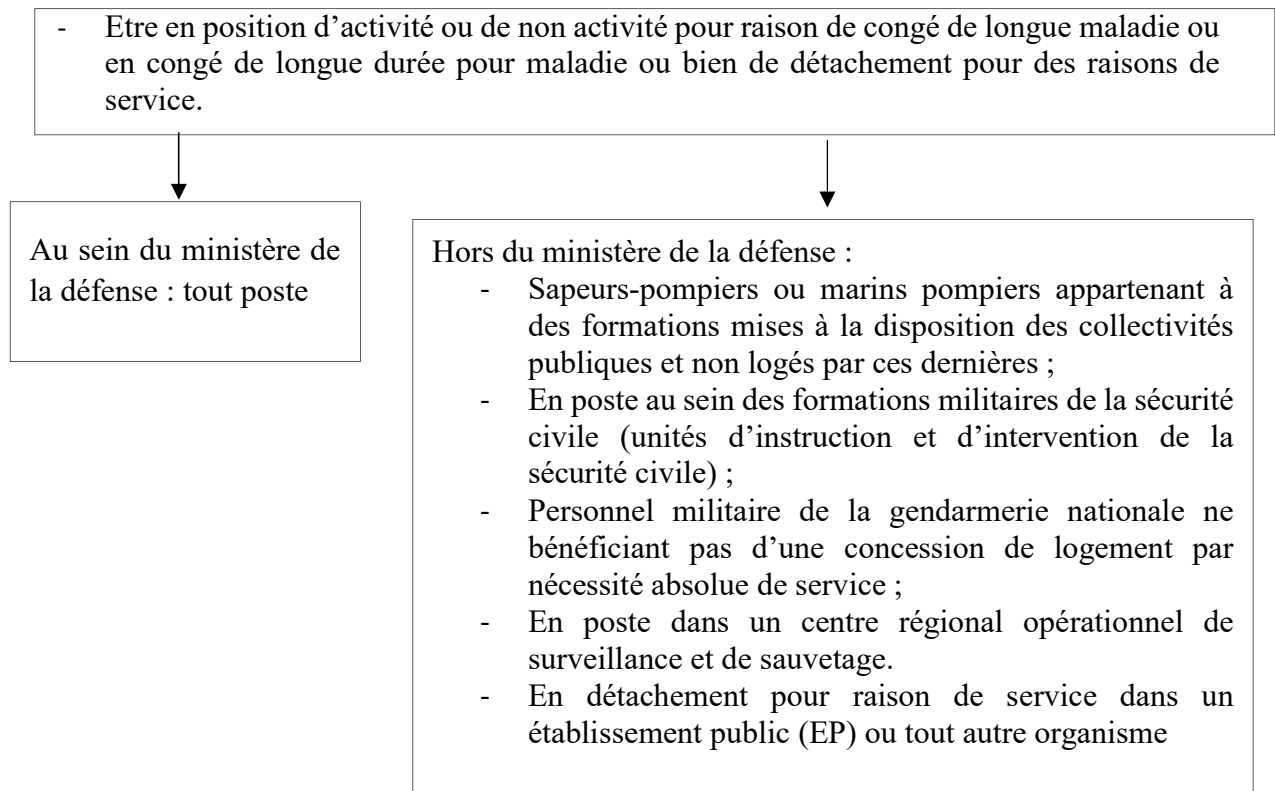 - Etre en position d’activité ou de non activité pour raison de congé de longue maladie ou
en congé de longue durée pour maladie ou bien de détachement pour des raisons de
service.
Au sein du ministère de
la défense : tout poste
Hors du ministère de la défense :
- Sapeurs-pompiers ou marins pompiers appartenant à
des formations mises à la disposition des collectivités
publiques et non logés par ces dernières ;
- En poste au sein des formations militaires de la sécurité
civile (unités d’instruction et d’intervention de la
sécurité civile) ;
- Personnel militaire de la gendarmerie nationale ne
bénéficiant pas d’une concession de logement par
nécessité absolue de service ;
- En poste dans un centre régional opérationnel de
surveillance et de sauvetage.
- En détachement pour raison de service dans un
établissement public (EP) ou tout autre organisme